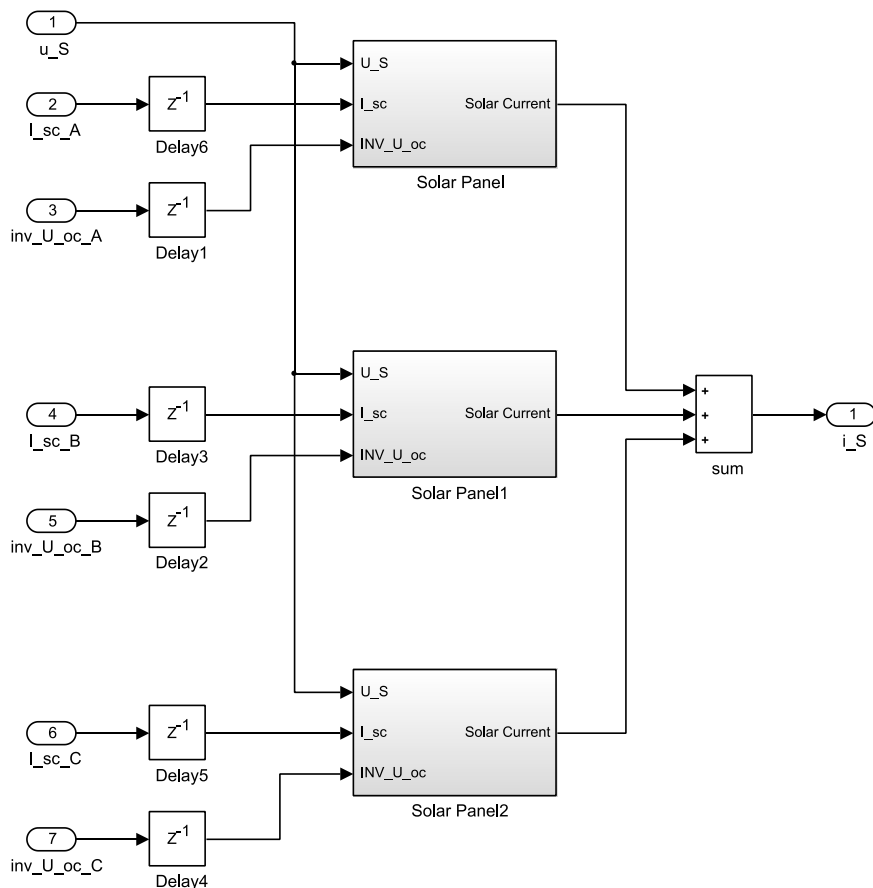 1
u_S
2
I_sc_A
Z-1
Delay6
3
inv_U_oc_A
Z-1
Delay1
U_S
I_sc
INV_U_oc
Solar Current
Solar Panel
4
I_sc_B
Z-1
Delay3
5
inv_U_oc_B
Z-1
Delay2
U_S
I_sc
INV_U_oc
Solar Current
Solar Panel1
+
+
+
sum
1
i_S
6
I_sc_C
Z-1
Delay5
7
inv_U_oc_C
Z-1
Delay4
U_S
I_sc
INV_U_oc
Solar Current
Solar Panel2